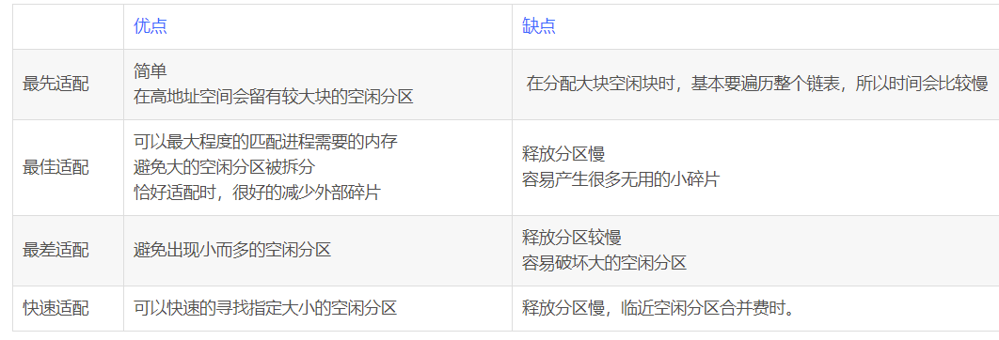 优点
缺点
最先适配
简单
在高地址空间会留有较大块的空闲分区
在分配大块空闲块时，基本要遍历整个链表，所以时间会比较慢
最佳适配
可以最大程度的匹配进程需要的内存
避免大的空闲分区被拆分
恰好适配时，很好的减少外部碎片
释放分区慢
容易产生很多无用的小碎片
最差适配
避免出现小而多的空闲分区
释放分区较慢
容易破坏大的空闲分区
快速适配
可以快速的寻找指定大小的空闲分区
释放分区慢，临近空闲分区合并费时。